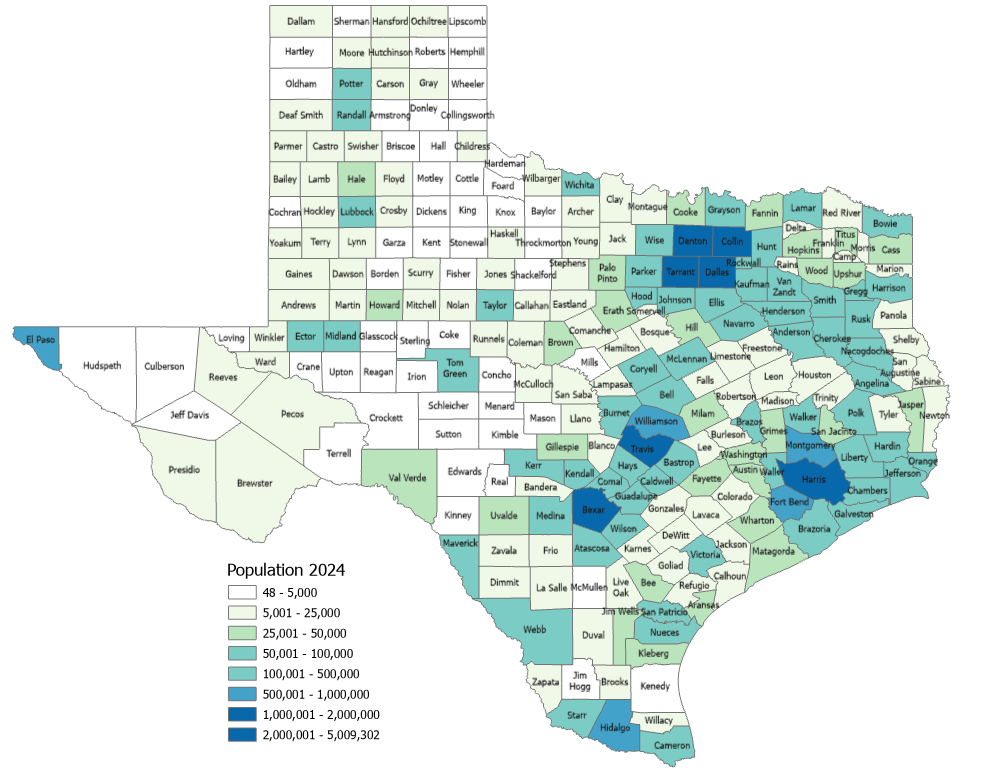 Dallam Sherman Hansford Ochiltree Lipscomb
Hartley Moore Hutchinson Roberts Hemphill
Oldham Potter Carson Gray Wheeler
Deaf Smith Randall Armstrong Donley Collingsworth
Parmer Castro Swisher Briscoe Hall Childress
Hardeman
Bailey Lamb Hale Floyd Motley Cottle Foard Wilbarger Wichita
Clay Montague Cooke Grayson Fannin Lamar Red River Bowie
Cochran Hockley Lubbock Crosby Dickens King Knox Baylor Archer
Delta Titus Franklin Morris Cass
Yoakum Terry Lynn Garza Kent Stonewall Haskell Throckmorton Young Jack Wise Denton Collin Hunt Hopkins Camp
Rockwall Rains Wood Upshur Marion
Gaines Dawson Borden Scurry Fisher Jones Shackelford Stephens Palo
Pinto Parker Tarrant Dallas Kaufman Van
Zandt Gregg Harrison
Andrews Martin Howard Mitchell Nolan Taylor Callahan Eastland Erath Somervell Hood Johnson Ellis Henderson Smith Rusk Panola
El Paso Hudspeth Culberson Loving Winkler Ector Midland Glasscock Sterling Coke Runnels Coleman Brown Comanche Hamilton Bosque Hill Navarro Anderson Cherokee Nacogdoches Shelby
Reeves Ward Crane Upton Reagan Irion Tom
Green Concho McCulloch Mills Coryell McLennan Limestone Freestone Leon Houston Angelina San
Augustine Sabine
Jeff Davis Pecos Crockett Schleicher Menard San Saba Lampasas Bell Falls Robertson Madison Trinity Polk Tyler Jasper Newton
Sutton Kimble Mason Llano Burnet Williamson Milam Brazos Grimes Walker San Jacinto
Presidio Brewster Terrell Val Verde Edwards Gillespie Blanco Travis Lee Burleson Washington Montgomery Liberty Hardin Orange
Real Kerr Kendall Hays Bastrop Austin Waller Harris Jefferson
Bandera Comal Caldwell Fayette Fort Bend Chambers
Kinney Uvalde Medina Bexar Guadalupe Gonzales Colorado Wharton Brazoria Galveston
Wilson Lavaca
Maverick Zavala Frio Atascosa Karnes DeWitt Jackson Matagorda
Victoria
Dimmit La Salle McMullen Live
Oak Bee Goliad Refugio Calhoun
Webb Duval Jim Wells San Patricio Aransas
Nueces
Kleberg
Zapata Jim
Hogg Brooks Kenedy
Starr Hidalgo Willacy
Cameron
Population 2024
48 - 5,000
5,001 - 25,000
25,001 - 50,000
50,001 - 100,000
100,001 - 500,000
500,001 - 1,000,000
1,000,001 - 2,000,000
2,000,001 - 5,009,302